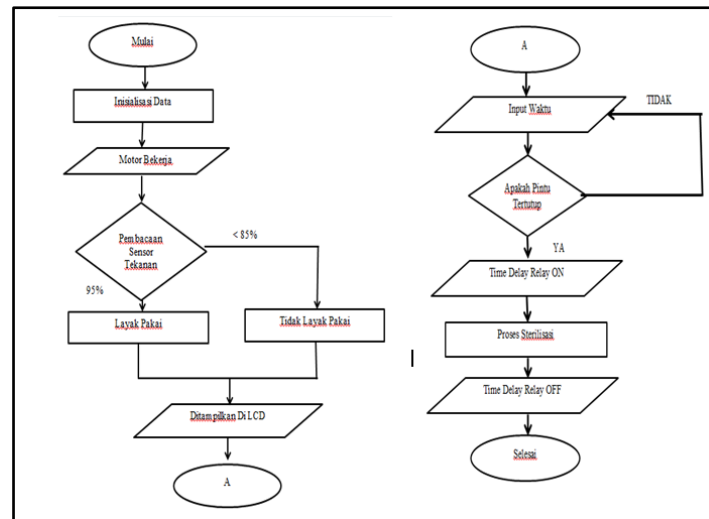 Mulai
Inisialisasi Data
Motor Bekerja
Pembacaan
Sensor
Tekanan
< 85%
95%
Layak Pakai
Tidak Layak Pakai
Ditampilkan Di LCD
A
A
Input Waktu
TIDAK
Apakah Pintu
Tertutup
YA
Time Delay Relay ON
Proses Sterilisasi
Time Delay Relay OFF
Selesai